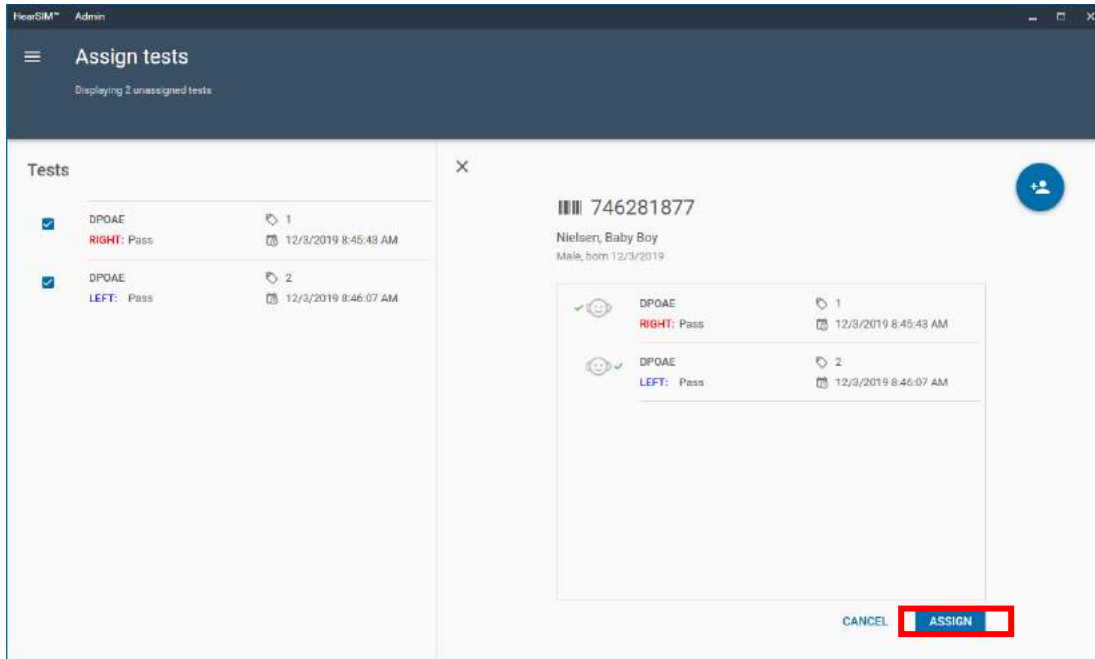 HearSIM™ Admin
Assign tests
Displaying 2 unassigned tests
Tests
DPOAE 1
RIGHT: Pass 12/3/2019 8:45:43 AM
DPOAE 2
LEFT: Pass 12/3/2019 8:46:07 AM
746281877
Nielsen, Baby Boy
Male, born 12/3/2019
DPOAE 1
RIGHT: Pass 12/3/2019 8:45:43 AM
DPOAE 2
LEFT: Pass 12/3/2019 8:46:07 AM
CANCEL ASSIGN